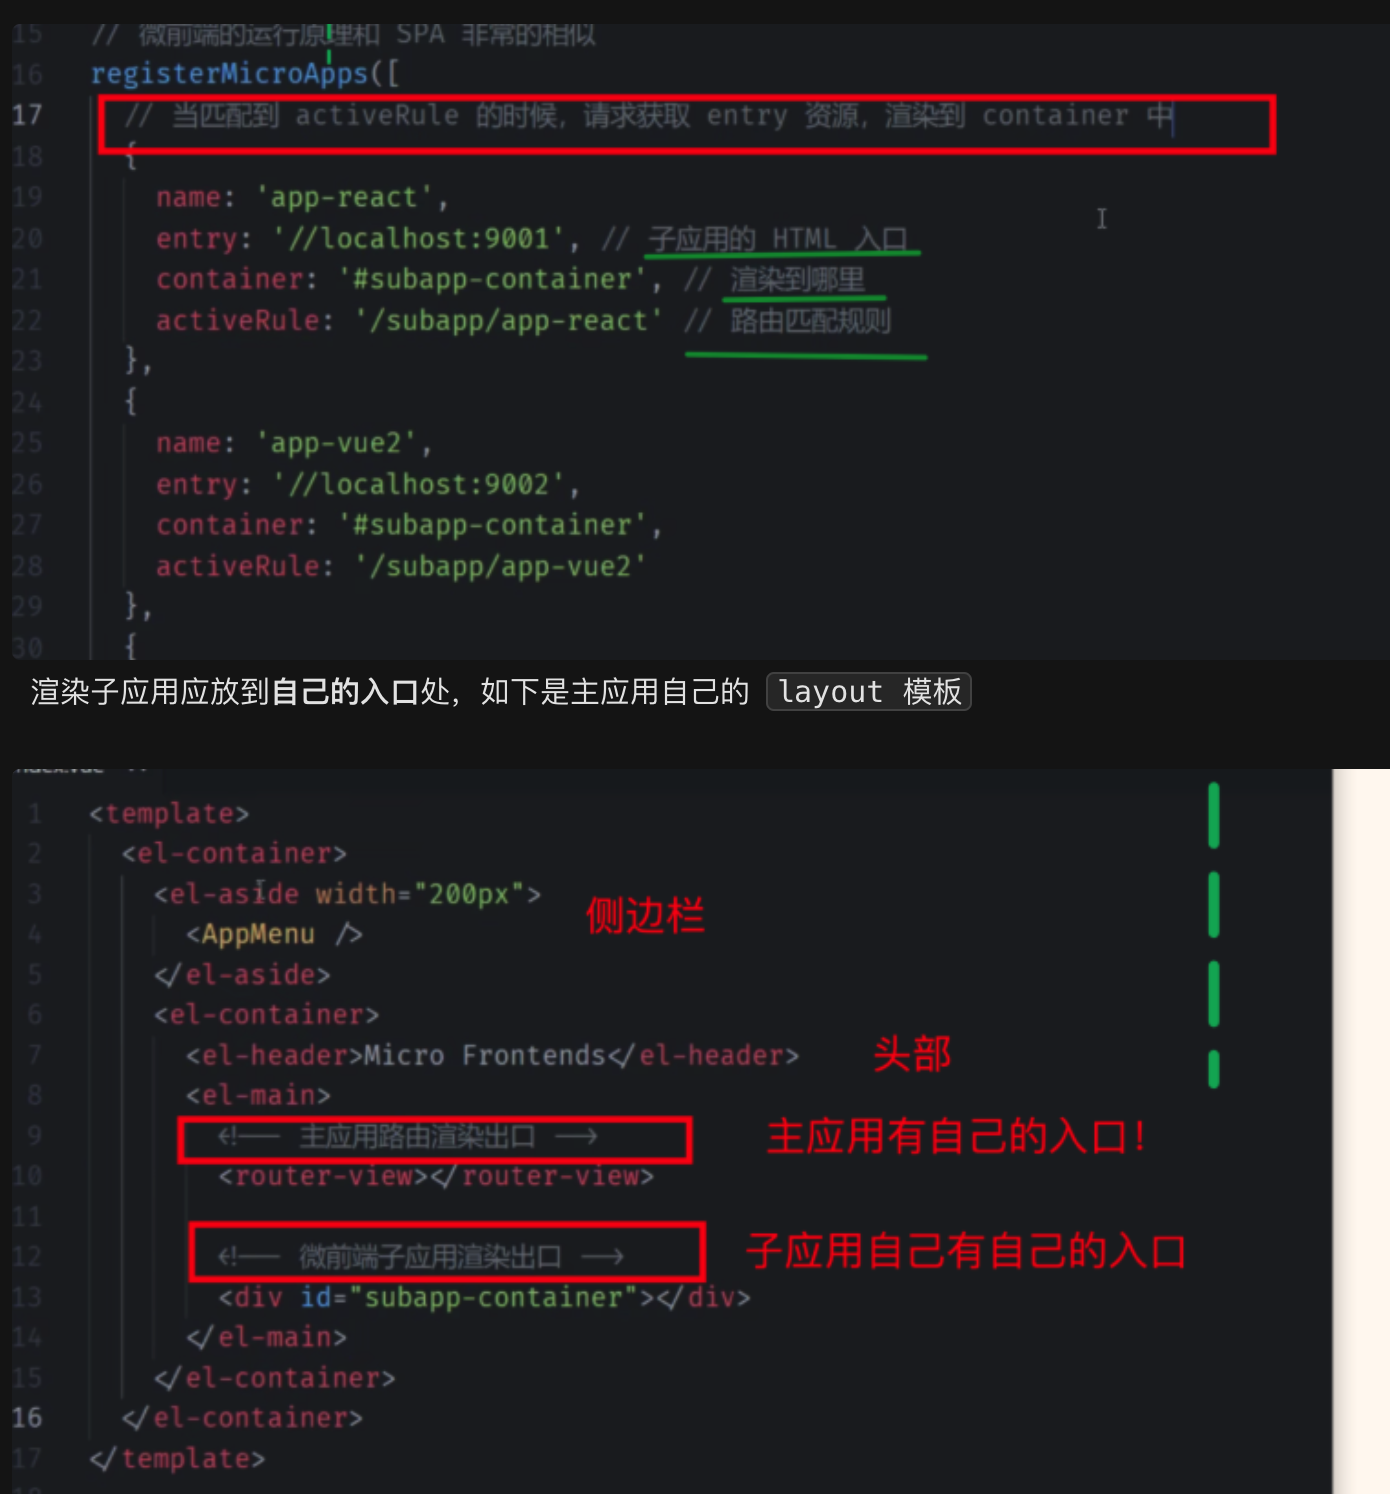 15 // 微前端的运行原理和 SPA 非常的相似
16 registerMicroApps([
17 // 当匹配到 activeRule 的时候，请求获取 entry 资源，渲染到 container 中
18 {
19 name: 'app-react',
20 entry: '//localhost:9001', // 子应用的 HTML 入口
21 container: '#subapp-container', // 渲染到哪里
22 activeRule: '/subapp/app-react' // 路由匹配规则
23 },
24 {
25 name: 'app-vue2',
26 entry: '//localhost:9002',
27 container: '#subapp-container',
28 activeRule: '/subapp/app-vue2'
29 },
30 {
渲染子应用应放到自己的入口处，如下是主应用自己的 layout 模板
1 <template>
2 <el-container>
3 <el-aside width="200px"> 侧边栏
4 <AppMenu />
5 </el-aside>
6 <el-container>
7 <el-header>Micro Frontends</el-header> 头部
8 <el-main>
9 <!-- 主应用路由渲染出口 --> 主应用有自己的入口！
10 <router-view></router-view>
11
12 <!-- 微前端子应用渲染出口 --> 子应用自己有自己的入口
13 <div id="subapp-container"></div>
14 </el-main>
15 </el-container>
16 </el-container>
17 </template>